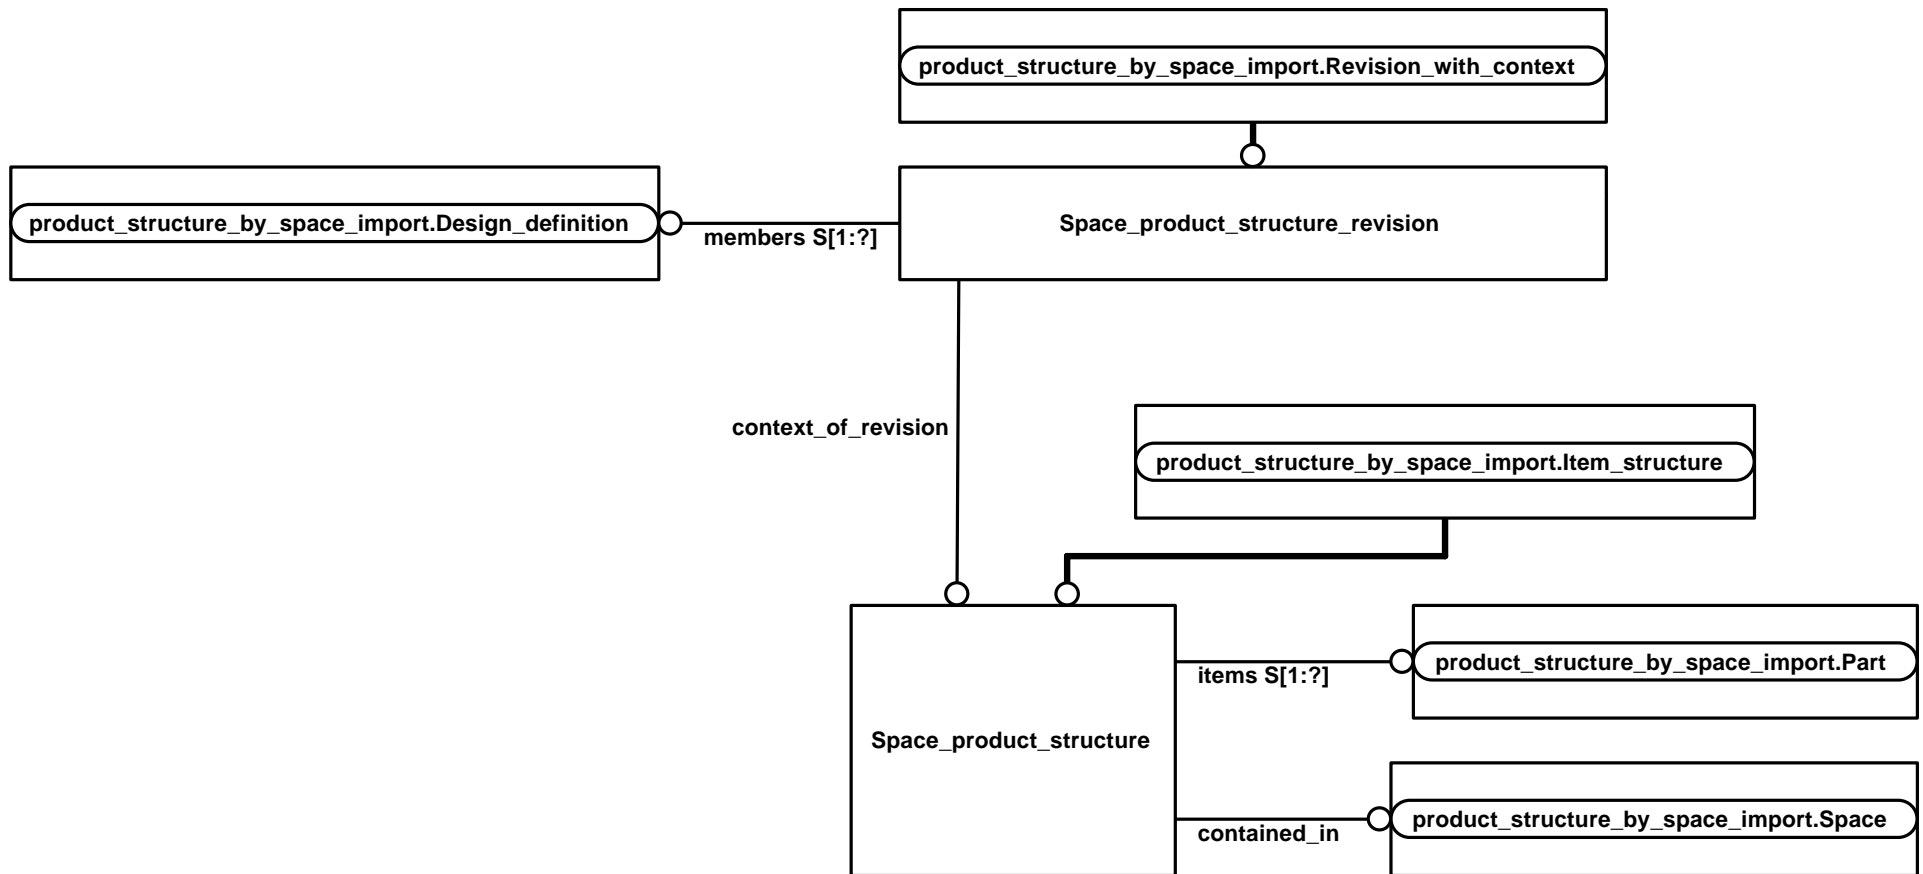 product_structure_by_space_import.Revision_with_context
product_structure_by_space_import.Design_definition
members S[1:?]
Space_product_structure_revision
context_of_revision
product_structure_by_space_import.Item_structure
items S[1:?]
product_structure_by_space_import.Part
Space_product_structure
contained_in
product_structure_by_space_import.Space